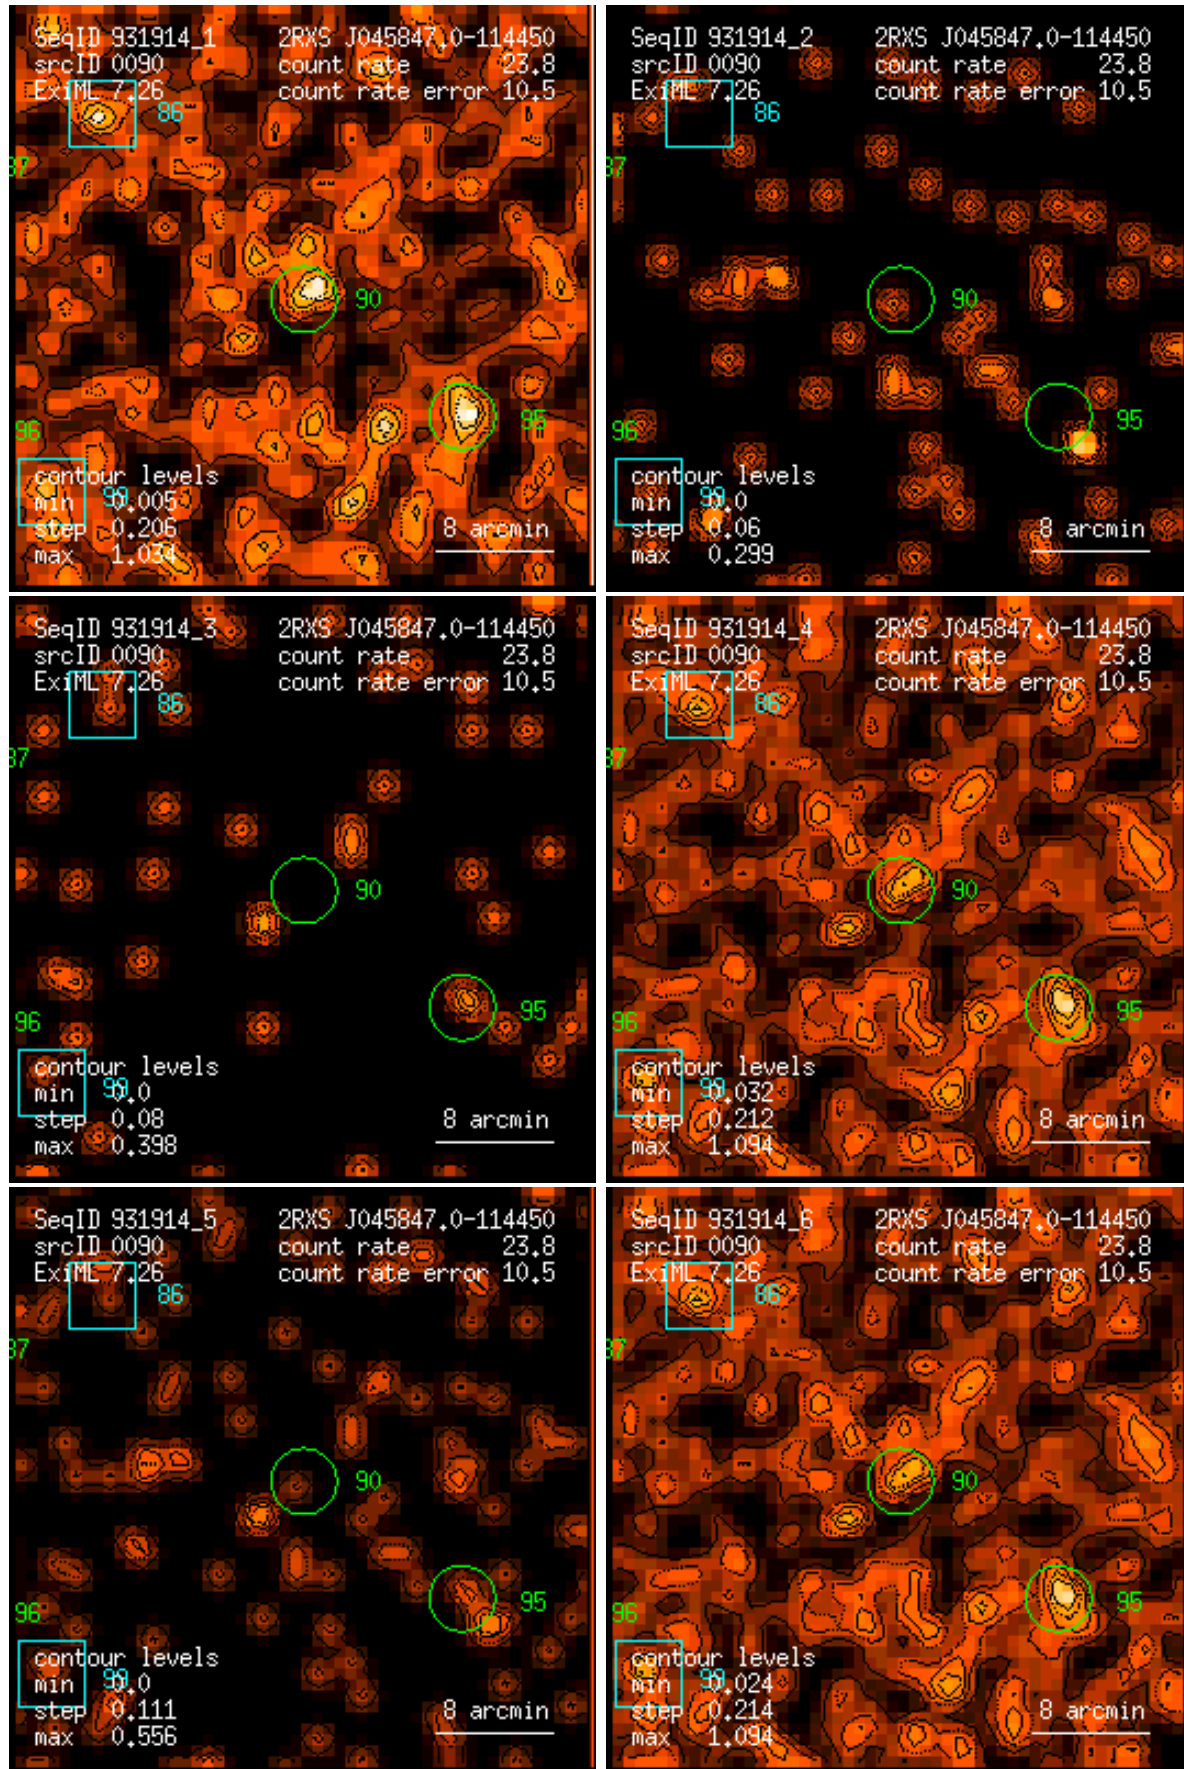 SeqID 931914_1 2RXS J045847.0-114450
srcID 0090 count rate 23.8
ExiML 7.26 count rate error 10.5
86
87
90
95
96
contour levels
99
min 0.005
step 0.206 8 arcmin
max 1.034
SeqID 931914_2 2RXS J045847.0-114450
srcID 0090 count rate 23.8
ExiML 7.26 count rate error 10.5
86
87
90
95
96
contour levels
99
min 0.0
step 0.06 8 arcmin
max 0.299
SeqID 931914_3 2RXS J045847.0-114450
srcID 0090 count rate 23.8
ExiML 7.26 count rate error 10.5
86
87
90
95
96
contour levels
99
min 0.0
step 0.08 8 arcmin
max 0.398
SeqID 931914_4 2RXS J045847.0-114450
srcID 0090 count rate 23.8
ExiML 7.26 count rate error 10.5
86
87
90
95
96
contour levels
99
min 0.032
step 0.212 8 arcmin
max 1.094
SeqID 931914_5 2RXS J045847.0-114450
srcID 0090 count rate 23.8
ExiML 7.26 count rate error 10.5
86
87
90
95
96
contour levels
99
min 0.0
step 0.111 8 arcmin
max 0.556
SeqID 931914_6 2RXS J045847.0-114450
srcID 0090 count rate 23.8
ExiML 7.26 count rate error 10.5
86
87
90
95
96
contour levels
99
min 0.024
step 0.214 8 arcmin
max 1.094